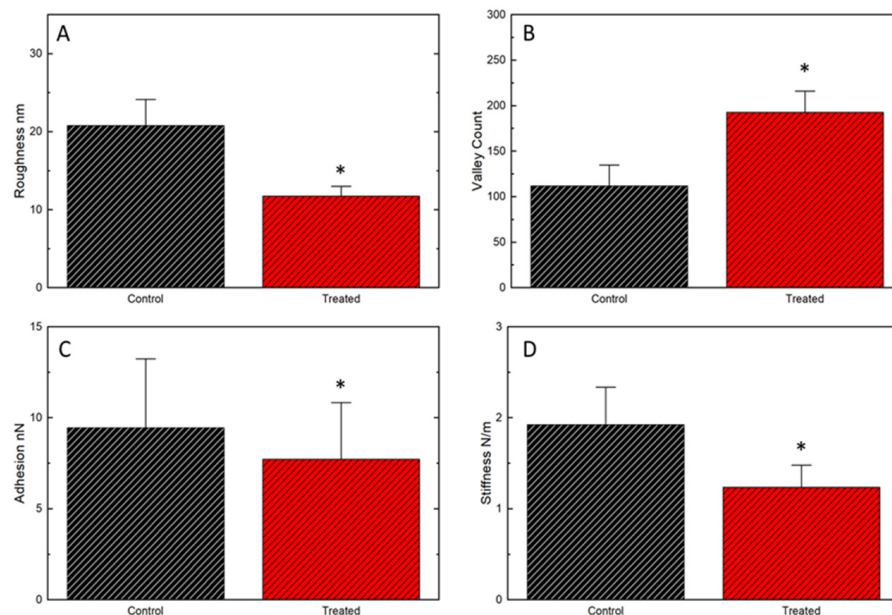 A
Roughness nm
30
20
10
0
*
Control
Treated
B
Valley Count
300
250
200
150
100
50
0
*
Control
Treated
C
Adhesion nN
15
10
5
0
*
Control
Treated
D
Stiffness N/m
3
2
1
0
*
Control
Treated